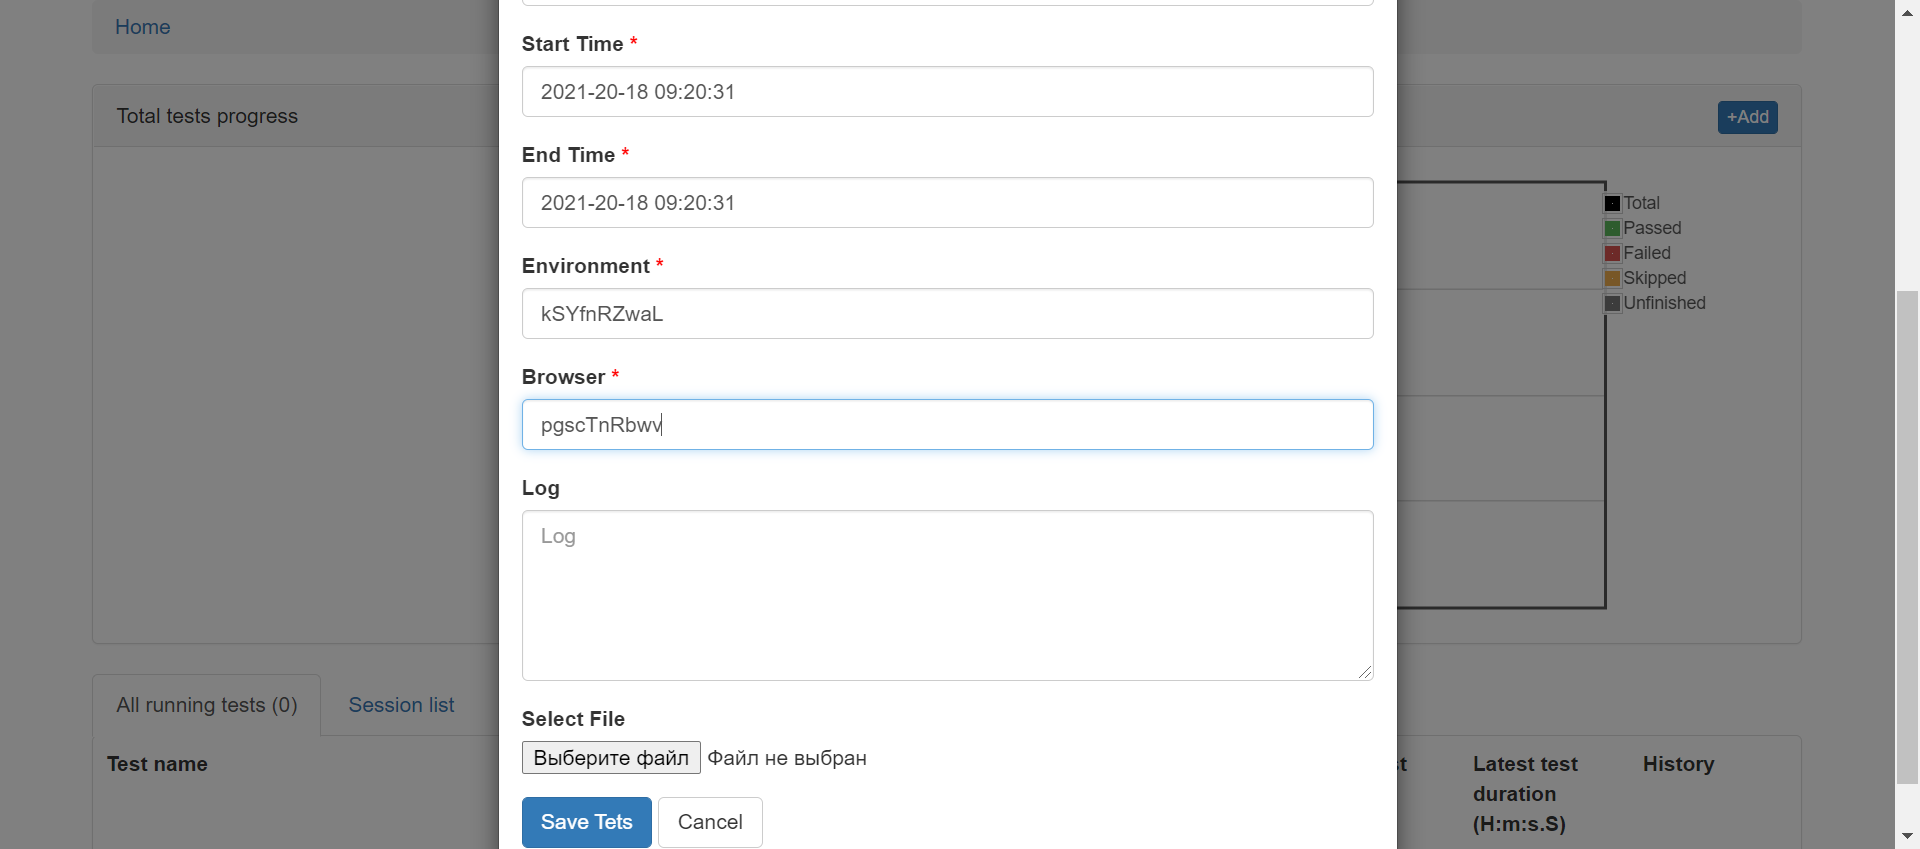 Home
Total tests progress
+Add
Total
Passed
Failed
Skipped
Unfinished
Start Time *
2021-20-18 09:20:31
End Time *
2021-20-18 09:20:31
Environment *
kSYfnRZwaL
Browser *
pgscTnRbwv
Log
Log
Select File
Выберите файл Файл не выбран
Save Tets Cancel
All running tests (0) Session list
Test name
Latest test
duration
(H:m:s.S)
History